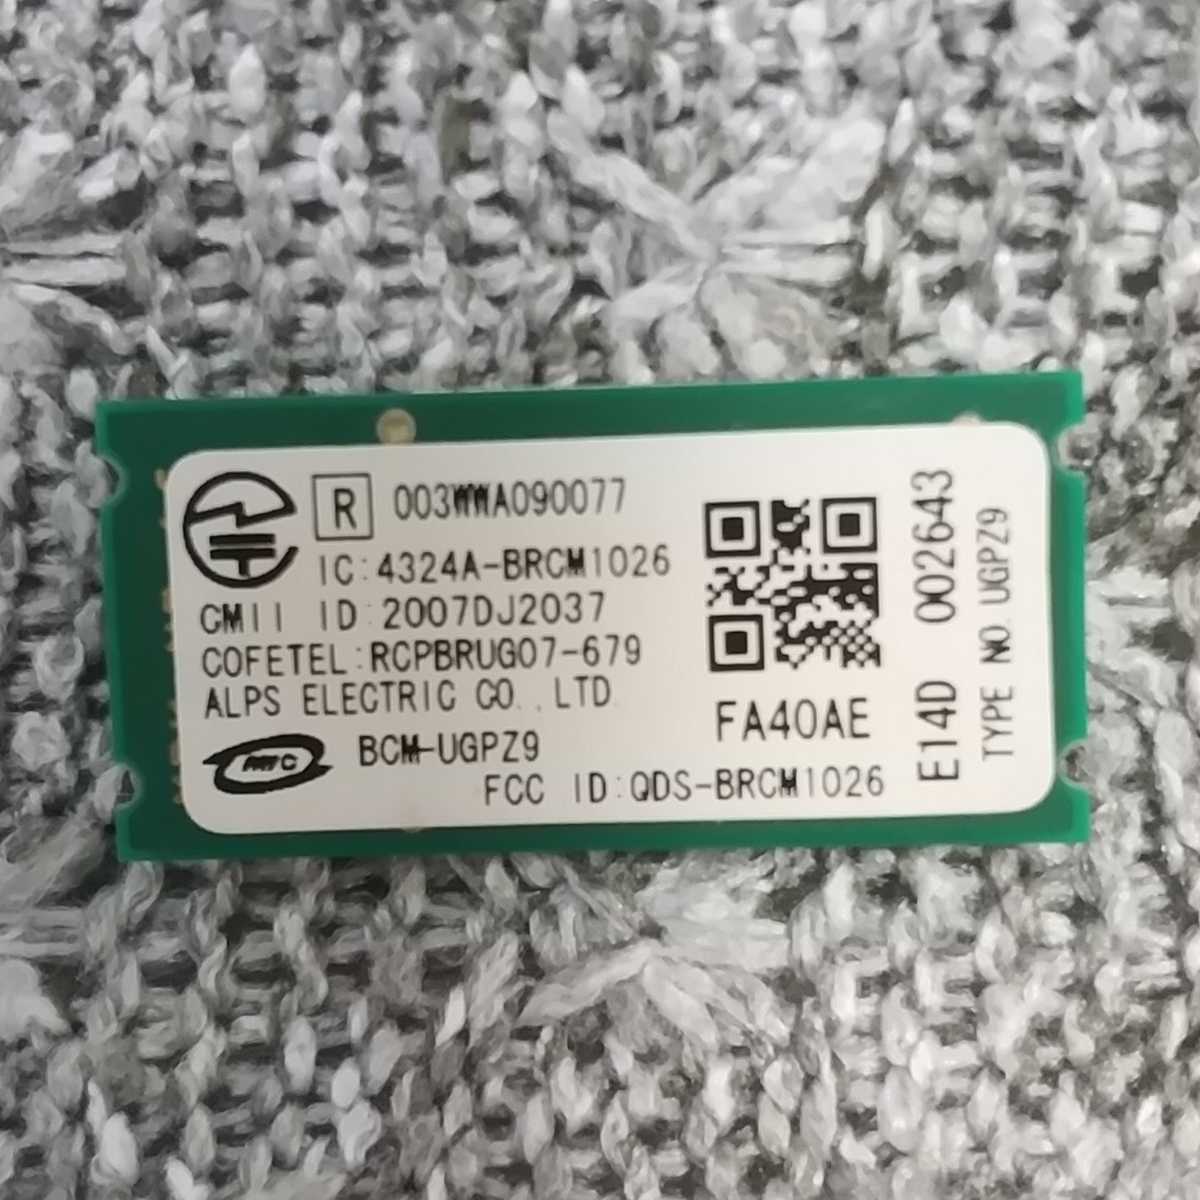 R 003WWA090077
IC:4324A-BRCM1026
CMII ID:2007DJ2037
COFETEL:RCPBRUG07-679
ALPS ELECTRIC CO.,LTD.
MIC
BCM-UGPZ9
FCC ID:QDS-BRCM1026
FA40AE
E14D 002643
TYPE NO.UGPZ9